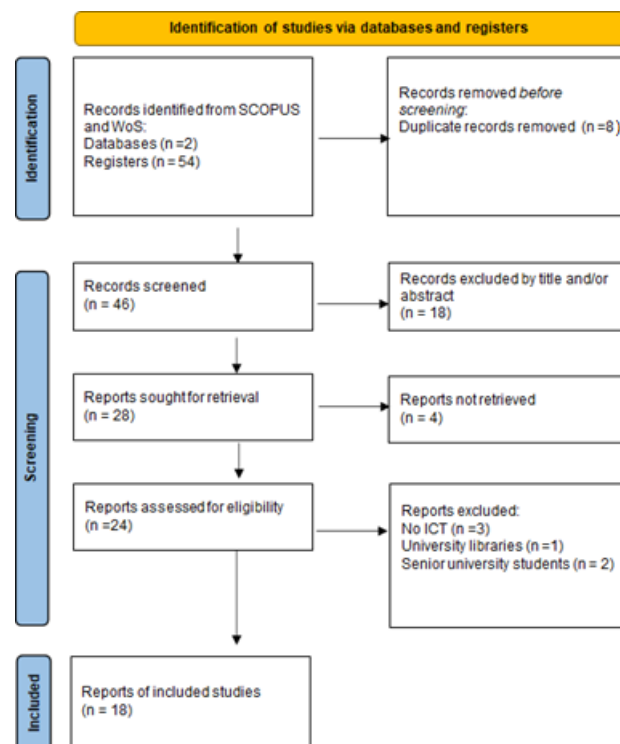 Identification of studies via databases and registers
Identification
Records identified from SCOPUS
and WoS:
Databases (n =2)
Registers (n = 54)
Records removed before
screening:
Duplicate records removed (n =8)
Screening
Records screened
(n = 46)
Records excluded by title and/or
abstract
(n = 18)
Reports sought for retrieval
(n = 28)
Reports not retrieved
(n = 4)
Reports assessed for eligibility
(n =24)
Reports excluded:
No ICT (n =3)
University libraries (n =1)
Senior university students (n = 2)
Included
Reports of included studies
(n = 18)